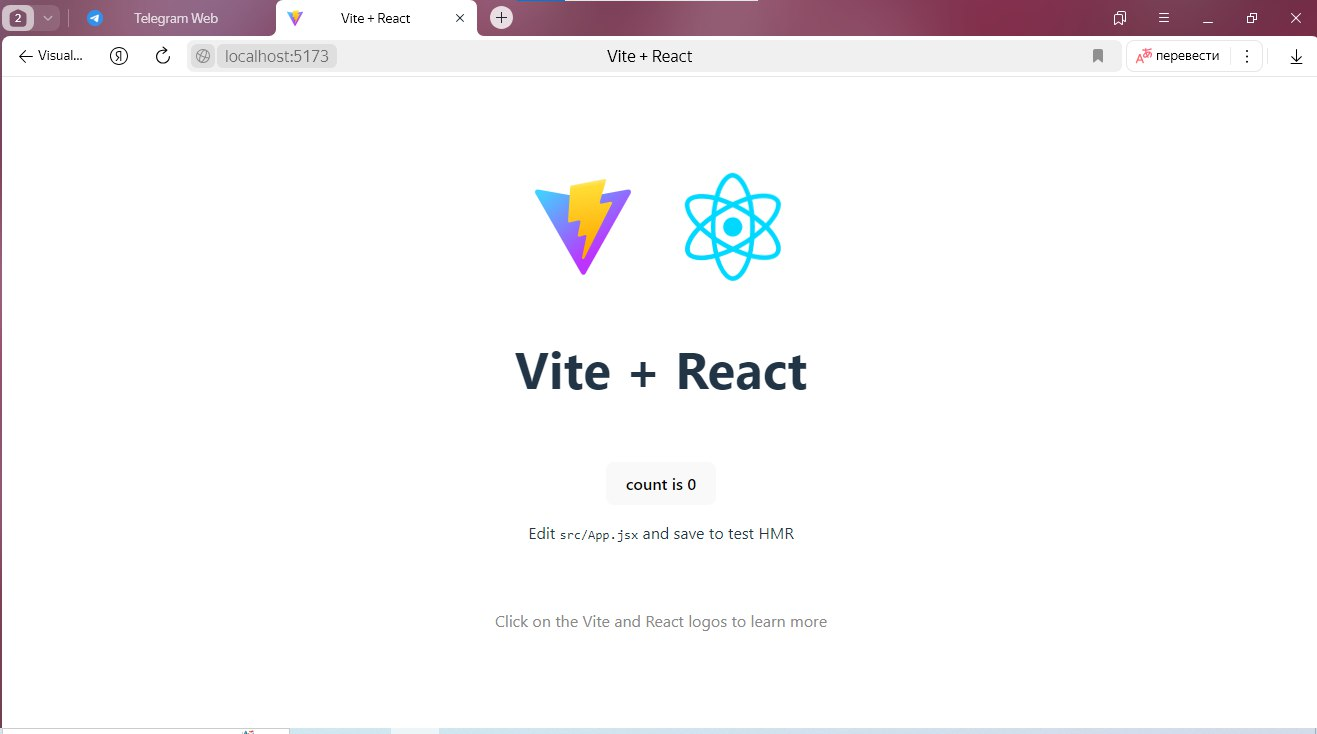 2
Telegram Web
Vite + React
Visual...
Я
localhost:5173
Vite + React
перевести
Vite + React
count is 0
Edit src/App.jsx and save to test HMR
Click on the Vite and React logos to learn more